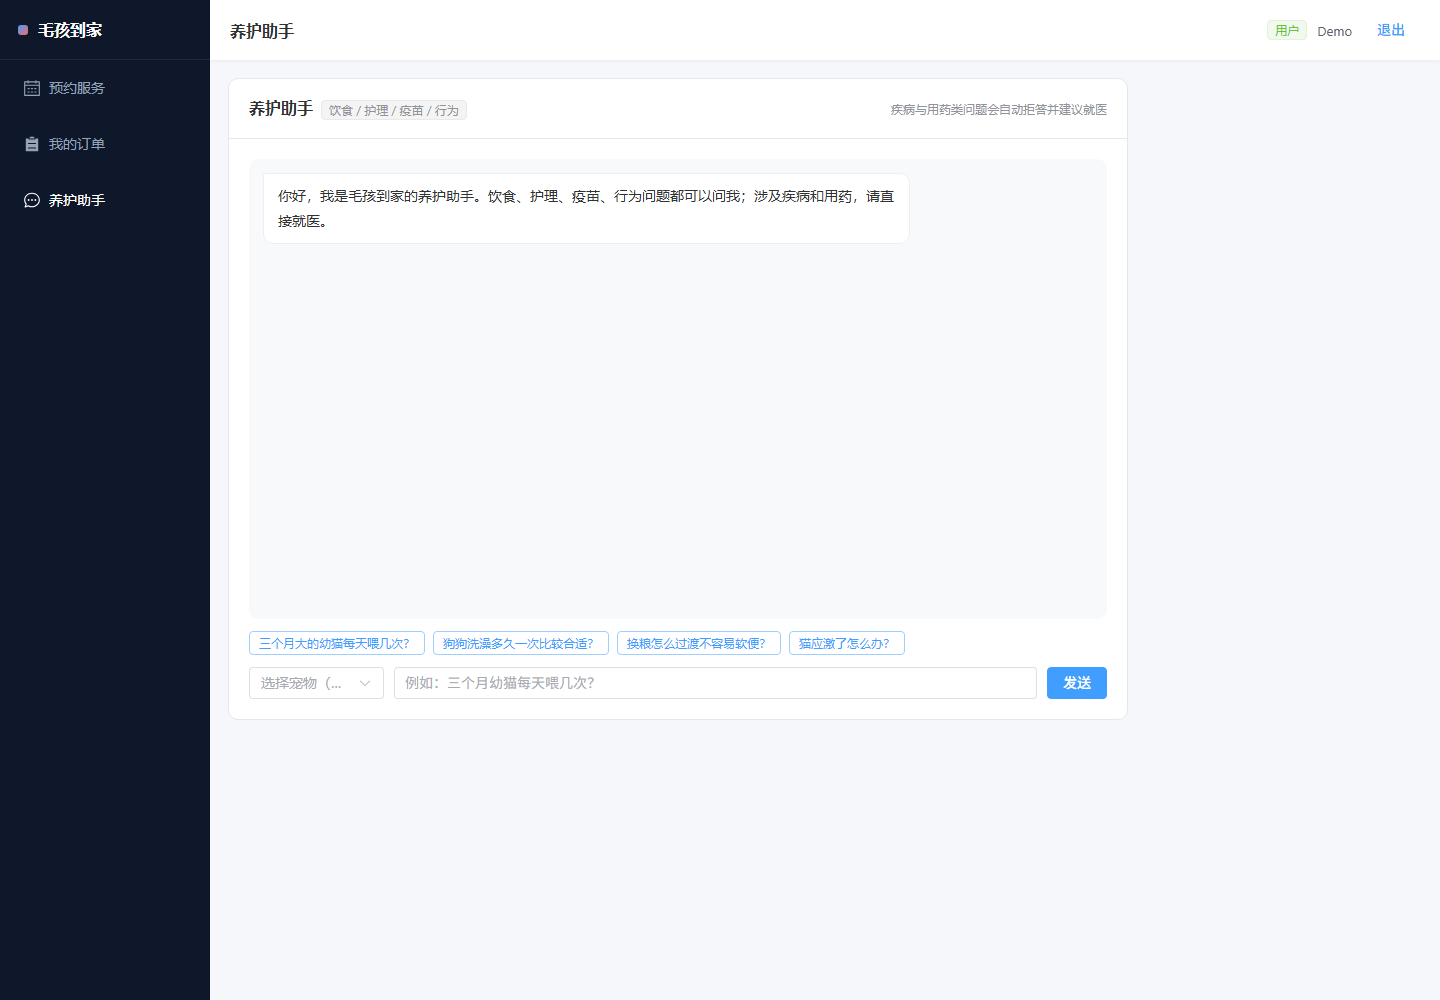 毛孩到家
预约服务
我的订单
养护助手
养护助手
用户
Demo
退出
养护助手
饮食 / 护理 / 疫苗 / 行为
疾病与用药类问题会自动拒答并建议就医
你好，我是毛孩到家的养护助手。饮食、护理、疫苗、行为问题都可以问我；涉及疾病和用药，请直
接就医。
三个月大的幼猫每天喂几次？
狗狗洗澡多久一次比较合适？
换粮怎么过渡不容易软便？
猫应激了怎么办？
选择宠物（...
例如：三个月幼猫每天喂几次？
发送